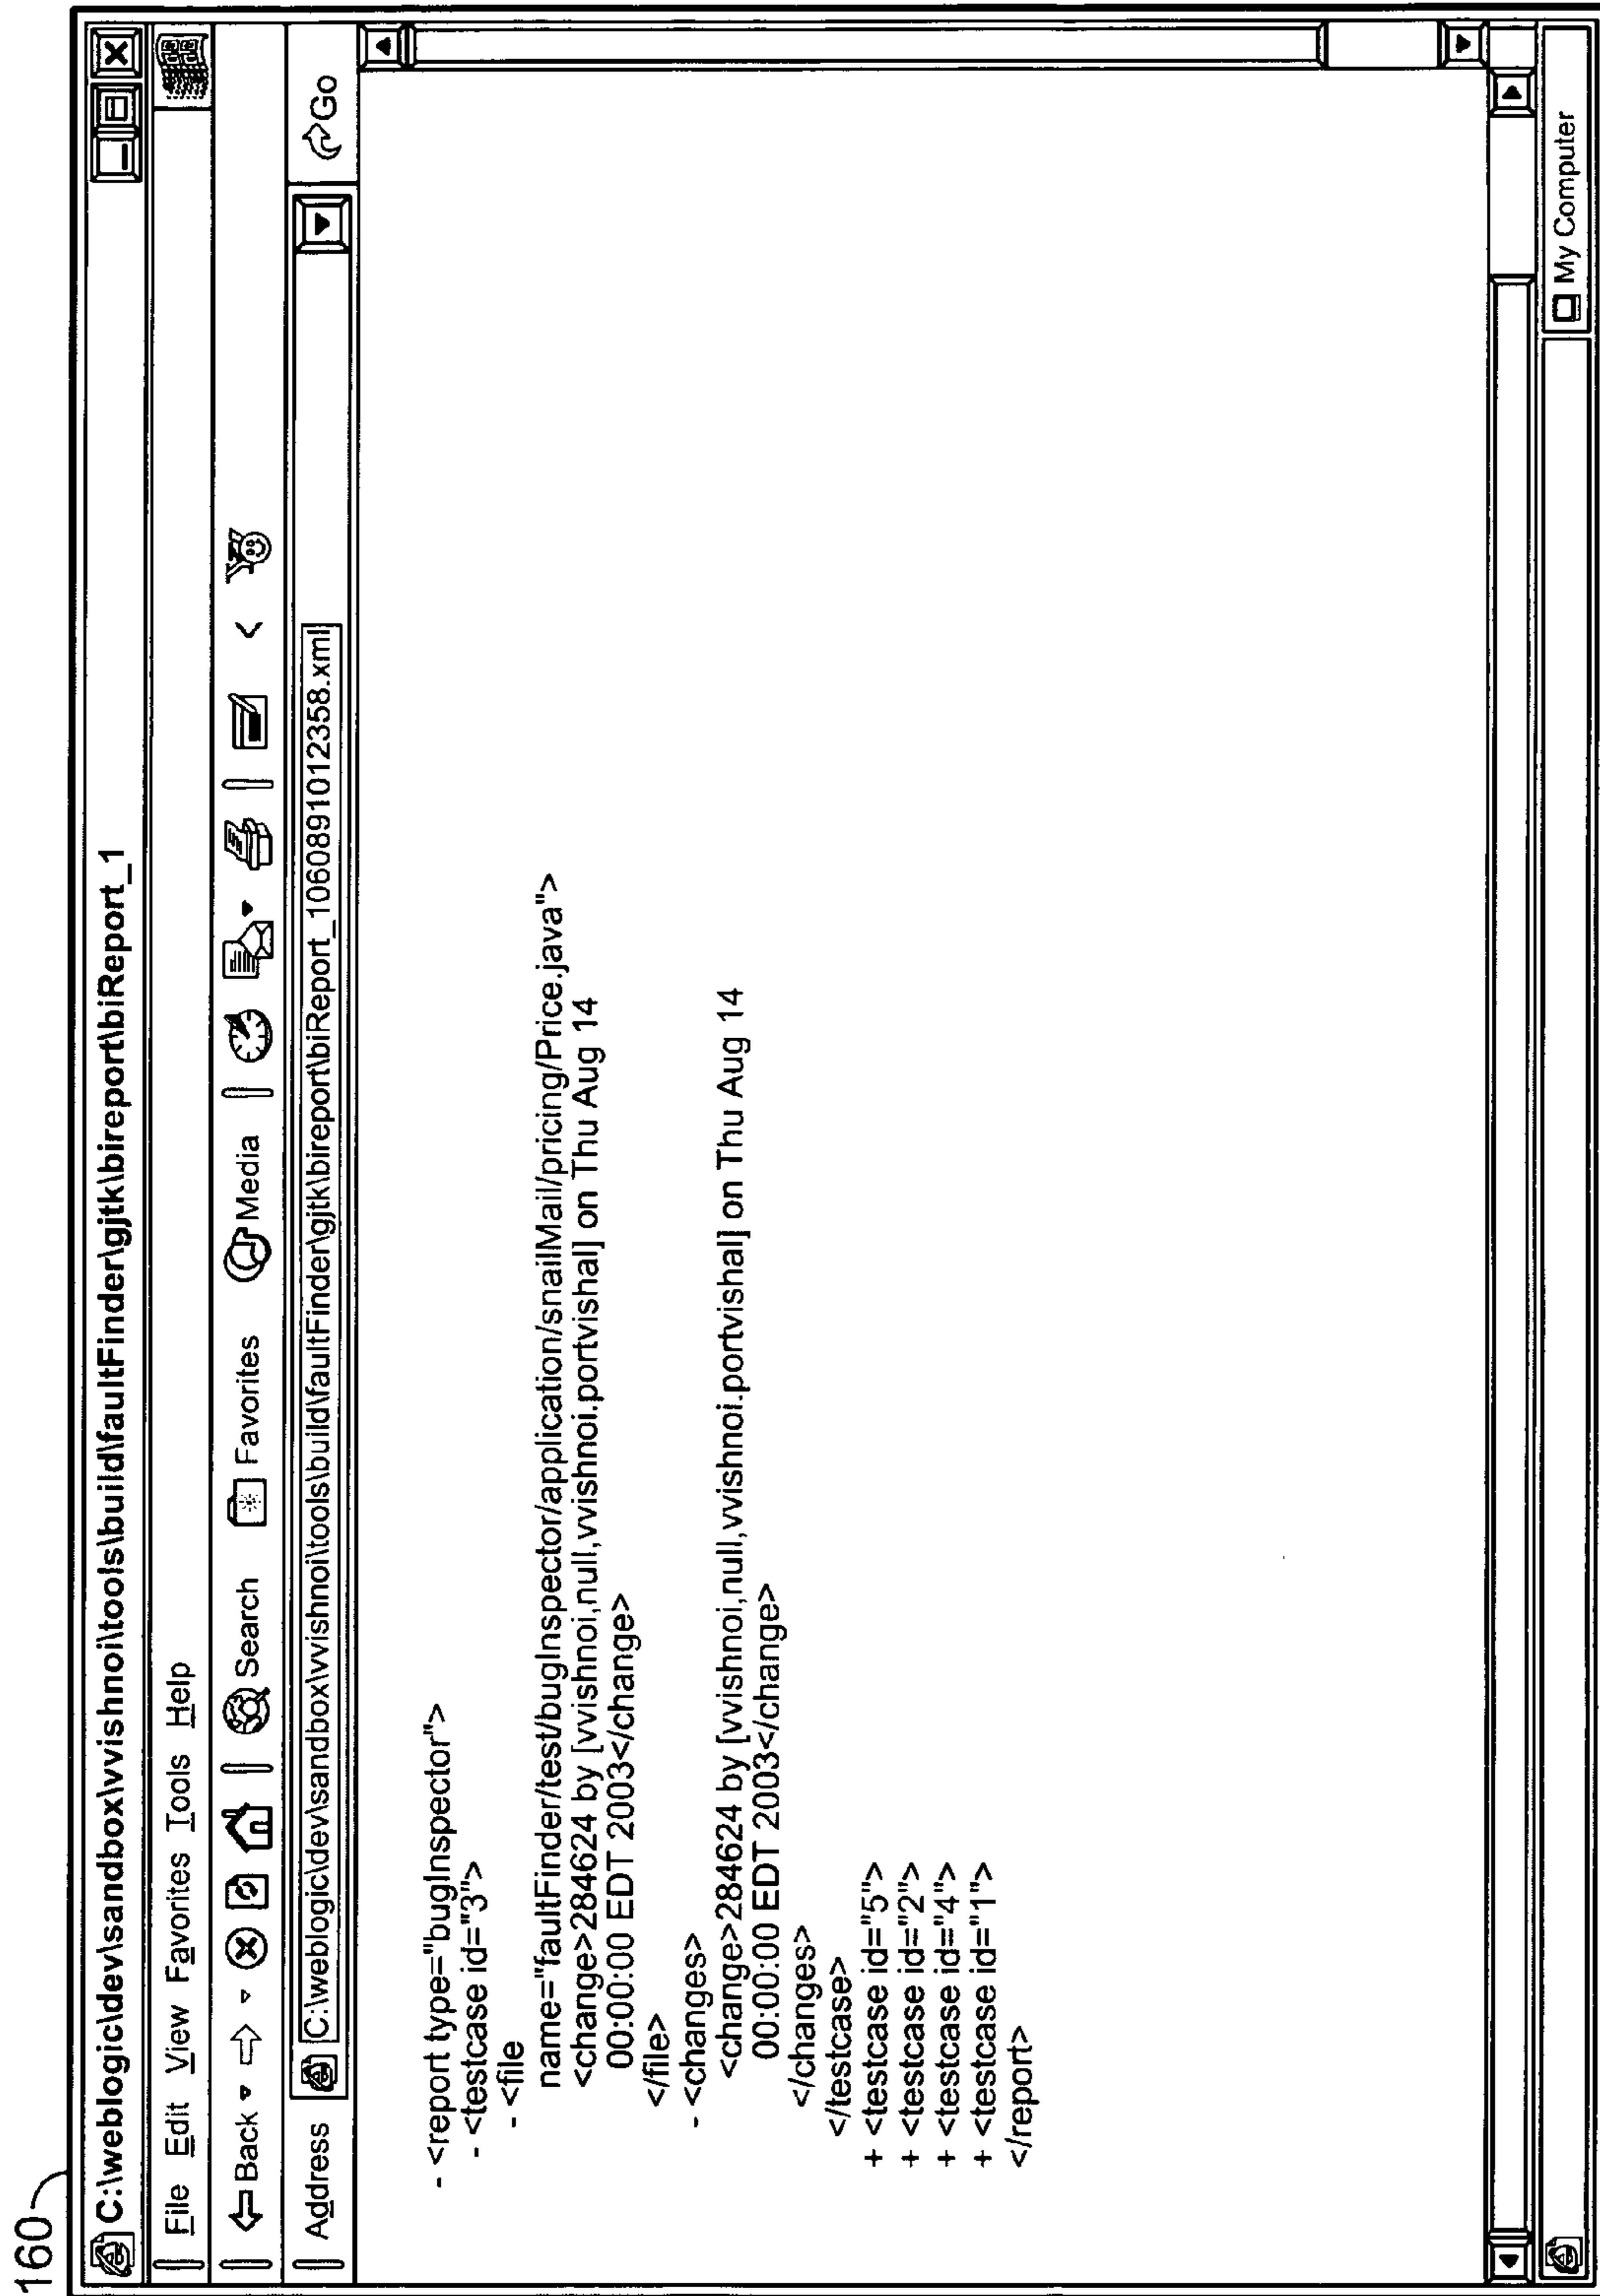 160
C:\weblogic\dev\sandbox\vvishnoi\tools\build\faultFinder\gjtk\bireport\biReport_1
File Edit View Favorites Tools Help
Back Search Favorites Media
Address C:\weblogic\dev\sandbox\vvishnoi\tools\build\faultFinder\gjtk\bireport\biReport_1060891012358.xml Go
- <report type="bugInspector">
- <testcase id="3">
- <file
name="faultFinder/test/bugInspector/application/snailMail/pricing/Price.java">
<change>284624 by [vvishnoi,null,vvishnoi.portvishal] on Thu Aug 14
00:00:00 EDT 2003</change>
</file>
- <changes>
<change>284624 by [vvishnoi,null,vvishnoi.portvishal] on Thu Aug 14
00:00:00 EDT 2003</change>
</changes>
</testcase>
+ <testcase id="5">
+ <testcase id="2">
+ <testcase id="4">
+ <testcase id="1">
</report>
My Computer